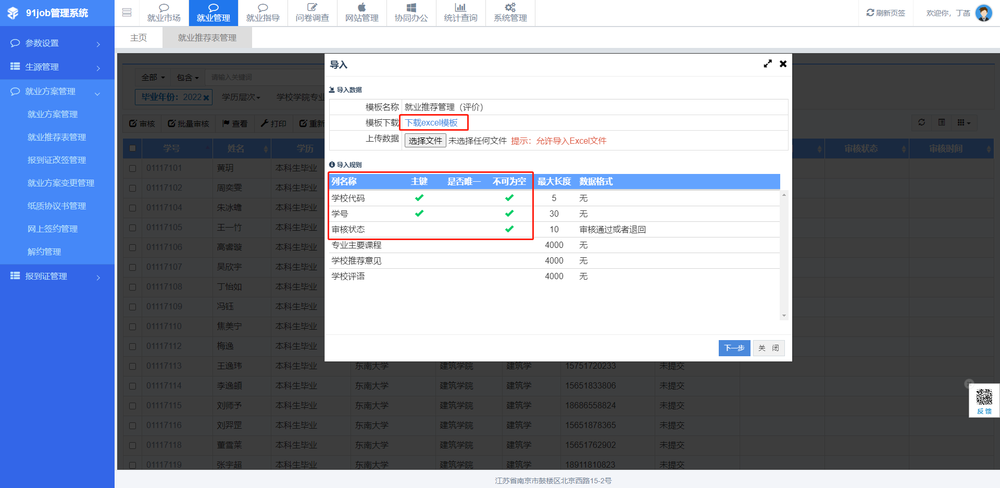 91job管理系统
就业市场
就业管理
就业指导
问卷调查
网站管理
协同办公
统计查询
系统管理
刷新页签
欢迎你，丁菡
主页
就业推荐表管理
参数设置
生源管理
就业方案管理
就业方案管理
就业推荐表管理
报到证改签管理
就业方案变更管理
纸质协议书管理
网上签约管理
解约管理
报到证管理
全部 包含 请输入关键词
毕业年份：2022 学历层次 学校学院专业
审核 批量审核 查看 打印 重新
学号 姓名 学历 审核状态 审核时间
01117101 黄玥 本科生毕业
01117102 周奕雯 本科生毕业
01117104 朱冰蟾 本科生毕业
01117105 王一竹 本科生毕业
01117106 高睿璇 本科生毕业
01117107 吴欣宇 本科生毕业
01117108 丁怡如 本科生毕业
01117109 冯钰 本科生毕业
01117110 焦美宁 本科生毕业
01117112 梅逸 本科生毕业
01117113 王逸玮 本科生毕业 东南大学 建筑学院 建筑学 15751720233 未提交
01117114 李逸頔 本科生毕业 东南大学 建筑学院 建筑学 15651833806 未提交
01117115 刘师予 本科生毕业 东南大学 建筑学院 建筑学 18686558824 未提交
01117116 刘羿罡 本科生毕业 东南大学 建筑学院 建筑学 15651878365 未提交
01117118 董雪莱 本科生毕业 东南大学 建筑学院 建筑学 15651762902 未提交
01117119 张宇超 本科生毕业 东南大学 建筑学院 建筑学 18911810823 未提交
导入
导入数据
模板名称 就业推荐管理（评价）
模板下载 下载excel模板
上传数据 选择文件 未选择任何文件 提示：允许导入Excel文件
导入规则
列名称 主键 是否唯一 不可为空 最大长度 数据格式
学校代码 ✔ ✔ 5 无
学号 ✔ ✔ 30 无
审核状态 ✔ 10 审核通过或者退回
专业主要课程 4000 无
学校推荐意见 4000 无
学校评语 4000 无
下一步 关 闭
反馈
江苏省南京市鼓楼区北京西路15-2号